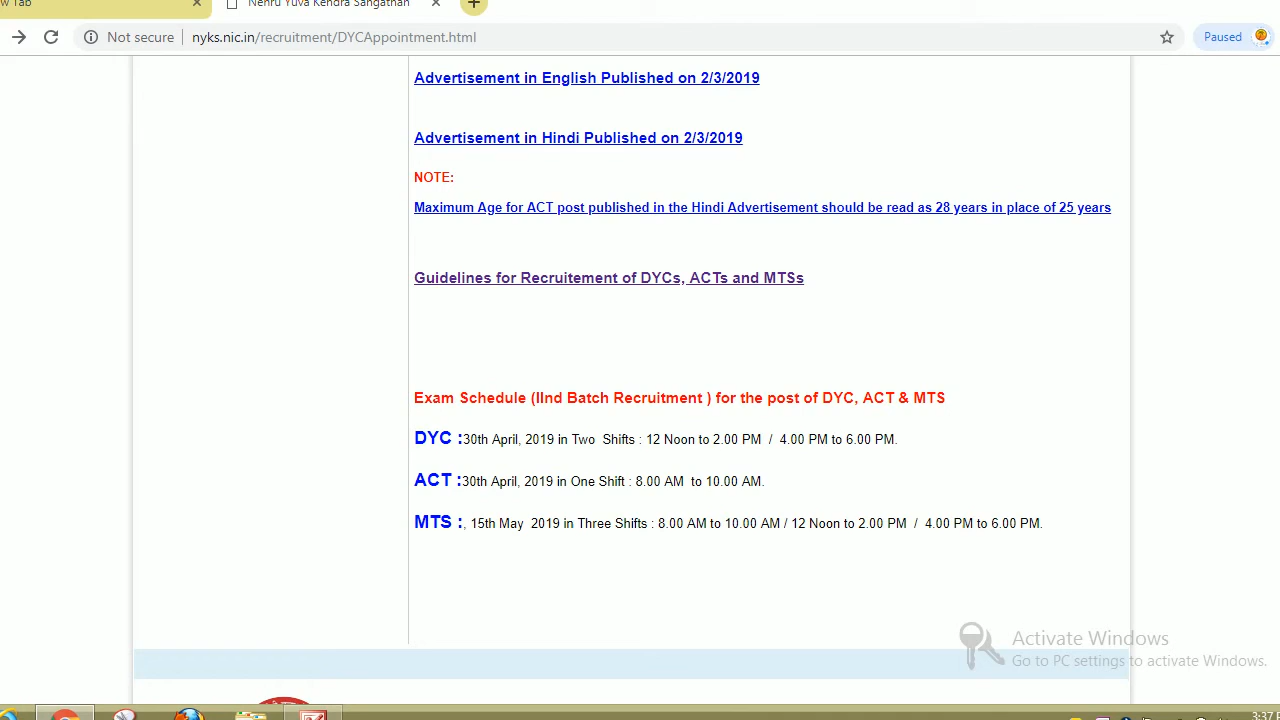 w Tab
Nehru Yuva Kendra Sangathan
Not secure
nyks.nic.in/recruitment/DYCAppointment.html
Paused
Advertisement in English Published on 2/3/2019
Advertisement in Hindi Published on 2/3/2019
NOTE:
Maximum Age for ACT post published in the Hindi Advertisement should be read as 28 years in place of 25 years
Guidelines for Recruitement of DYCs, ACTs and MTSs
Exam Schedule (IInd Batch Recruitment ) for the post of DYC, ACT & MTS
DYC :30th April, 2019 in Two Shifts : 12 Noon to 2.00 PM / 4.00 PM to 6.00 PM.
ACT :30th April, 2019 in One Shift : 8.00 AM to 10.00 AM.
MTS :, 15th May 2019 in Three Shifts : 8.00 AM to 10.00 AM / 12 Noon to 2.00 PM / 4.00 PM to 6.00 PM.
Activate Windows
Go to PC settings to activate Windows.
3:37